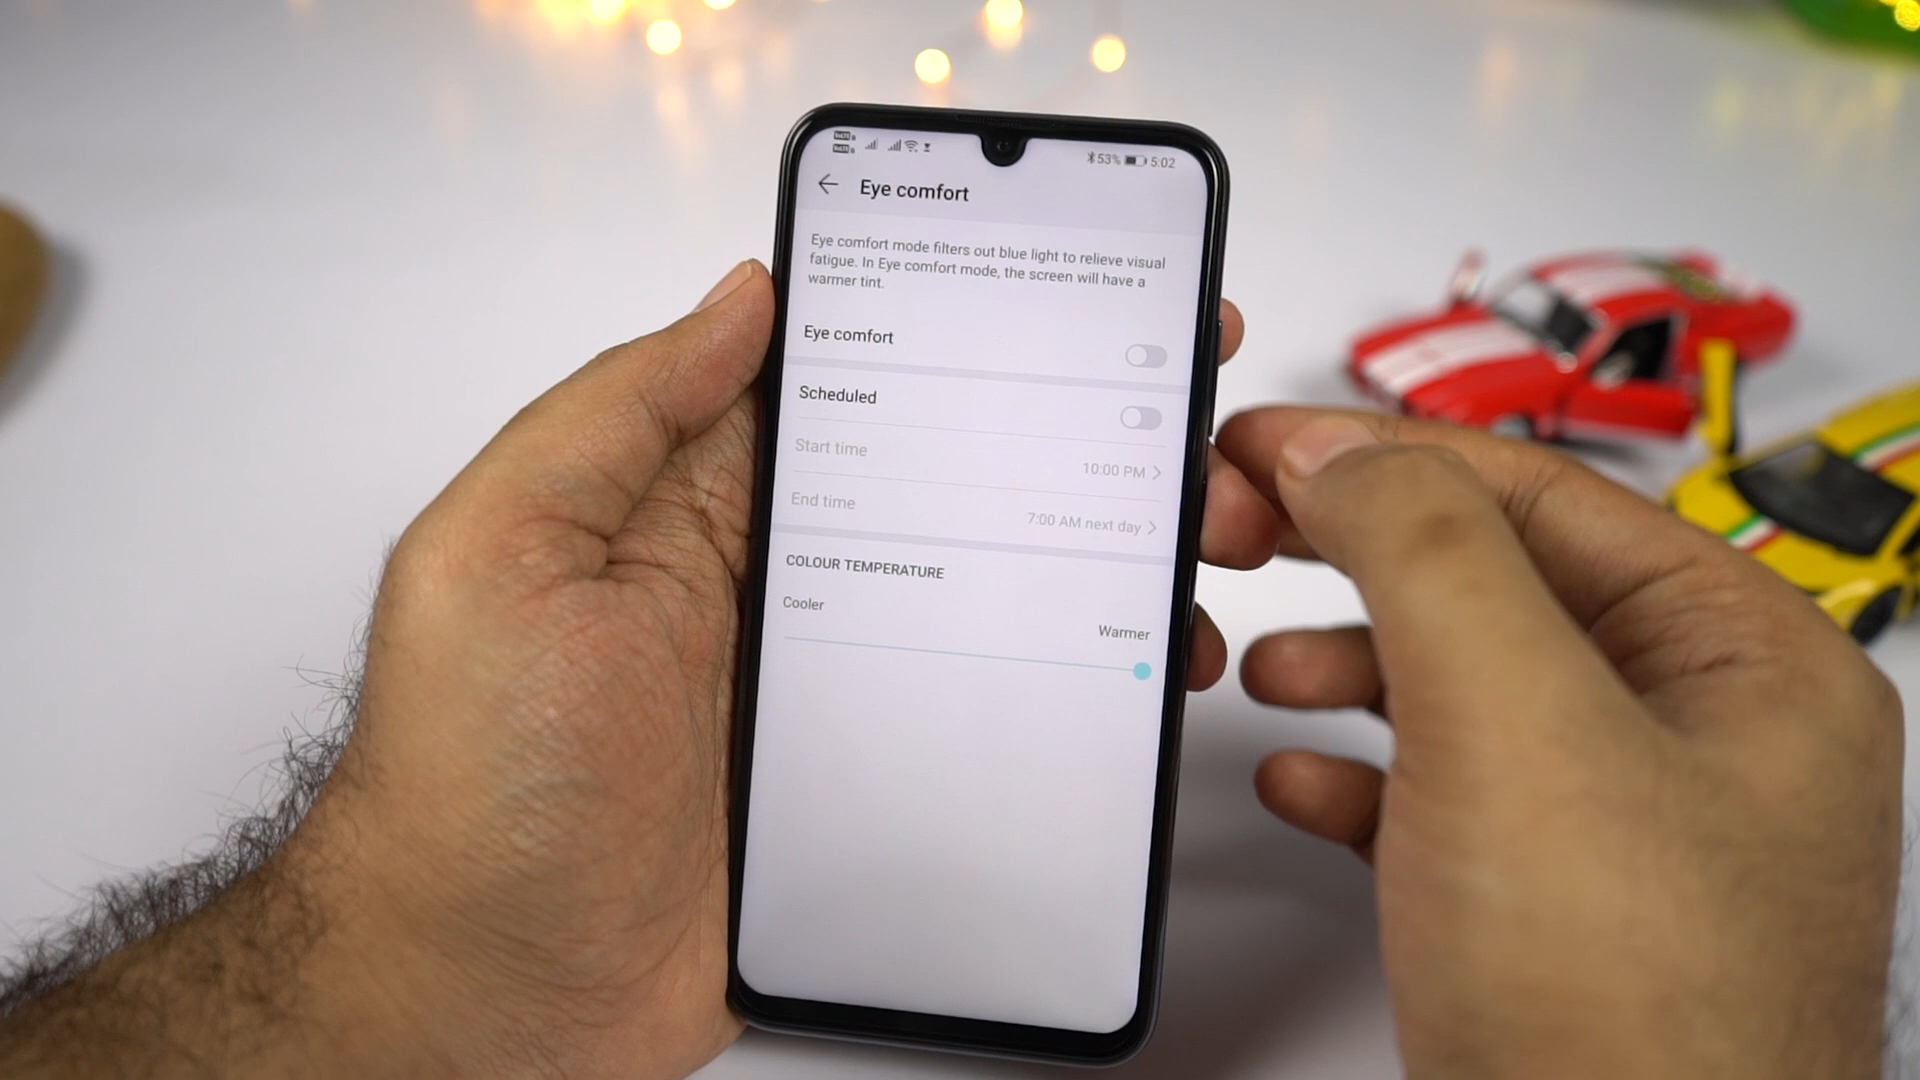 53% 5:02
Eye comfort
Eye comfort mode filters out blue light to relieve visual
fatigue. In Eye comfort mode, the screen will have a
warmer tint.
Eye comfort
Scheduled
Start time
10:00 PM
End time
7:00 AM next day
COLOUR TEMPERATURE
Cooler
Warmer